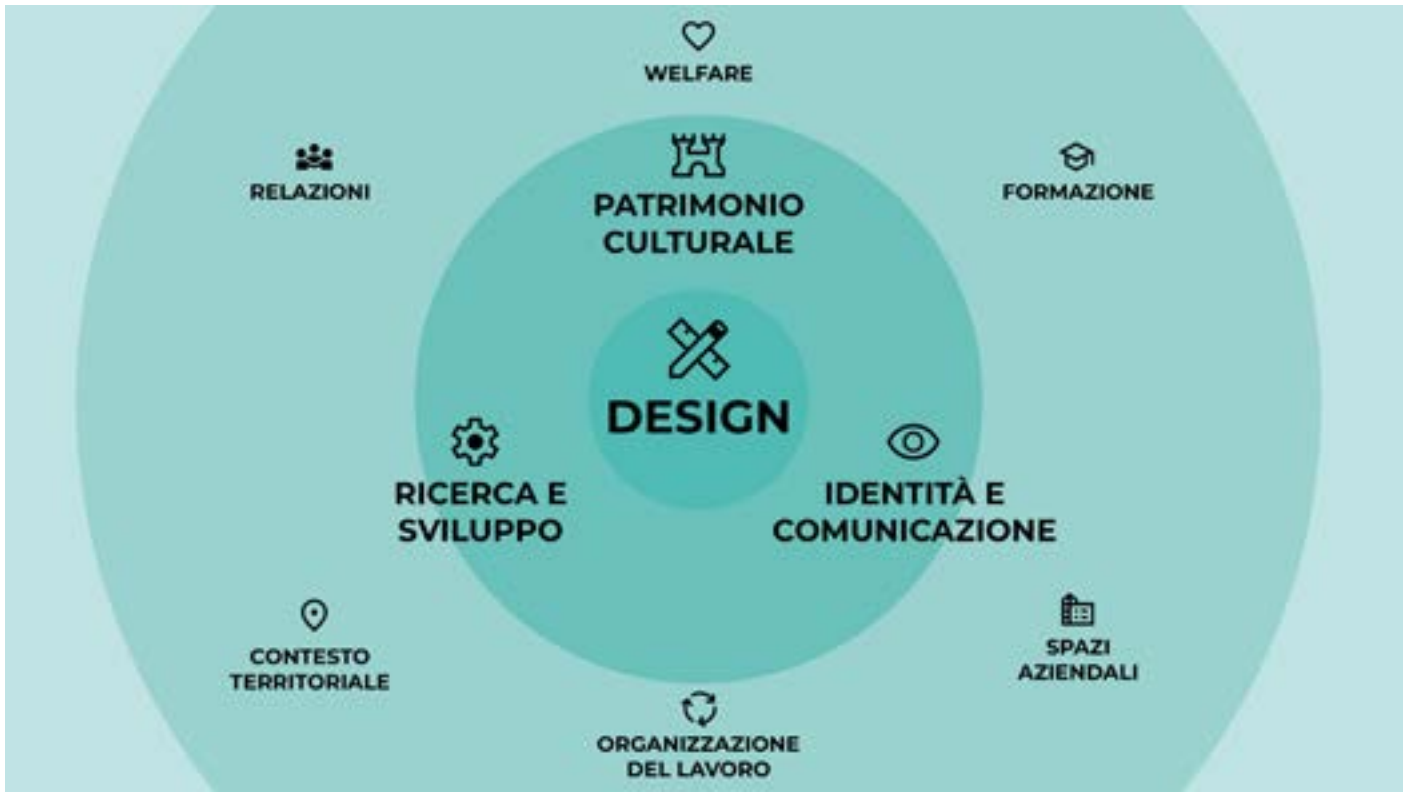 WELFARE
RELAZIONI
FORMAZIONE
PATRIMONIO
CULTURALE
DESIGN
RICERCA E
SVILUPPO
IDENTITÀ E
COMUNICAZIONE
CONTESTO
TERRITORIALE
SPAZI
AZIENDALI
ORGANIZZAZIONE
DEL LAVORO